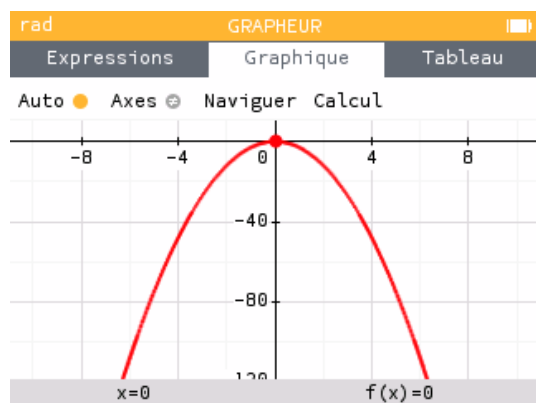 rad GRAPHEUR
Expressions Graphique Tableau
Auto Axes Naviguer Calcul
-8 -4 0 4 8
-40
-80
x=0 f(x)=0